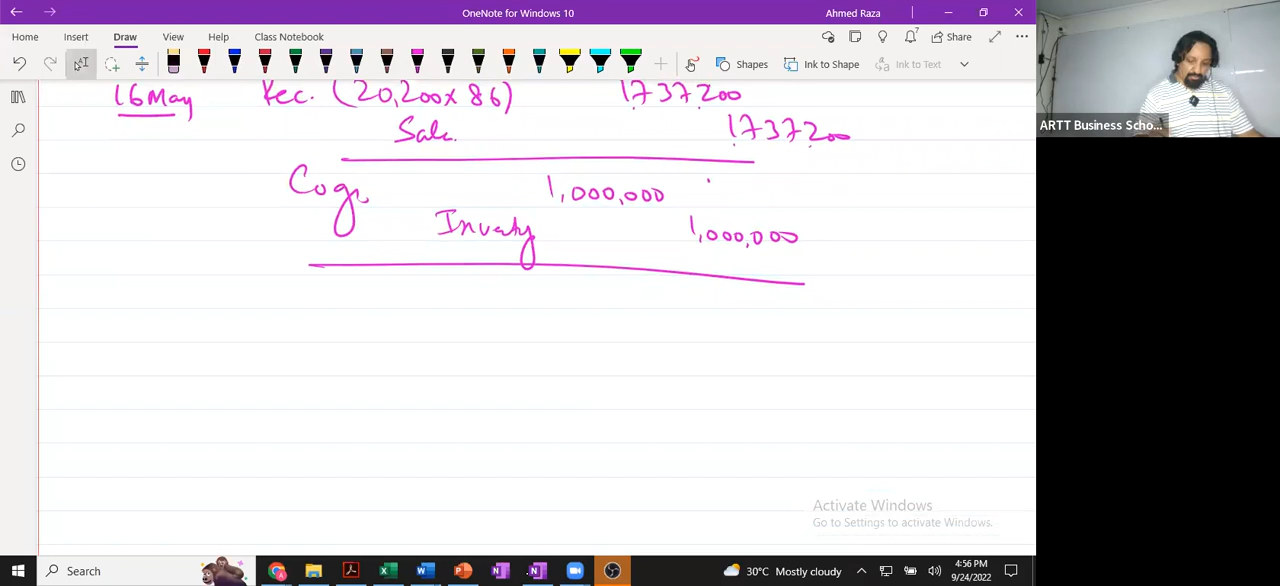 OneNote for Windows 10
Ahmed Raza
Home Insert Draw View Help Class Notebook
7 Share
Shapes Ink to Shape Ink to Text
ARTT Business Scho...
16 May Rec. (20,200 x 86) 1737200
Sale. 1737200
Cogs 1,000,000
Inventy 1,000,000
Activate Windows
Go to Settings to activate Windows.
Search
30°C Mostly cloudy
4:56 PM
9/24/2022